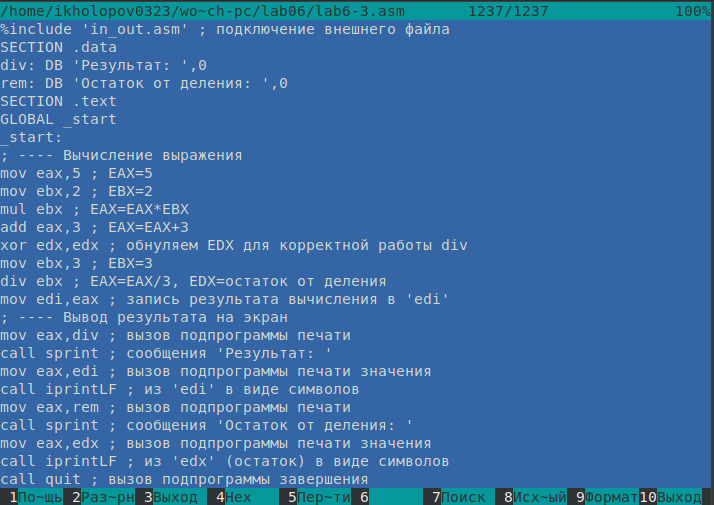 /home/ikholopov0323/wo~ch-pc/lab06/lab6-3.asm 1237/1237 100%
%include 'in_out.asm' ; подключение внешнего файла
SECTION .data
div: DB 'Результат: ',0
rem: DB 'Остаток от деления: ',0
SECTION .text
GLOBAL _start
_start:
; ---- Вычисление выражения
mov eax,5 ; EAX=5
mov ebx,2 ; EBX=2
mul ebx ; EAX=EAX*EBX
add eax,3 ; EAX=EAX+3
xor edx,edx ; обнуляем EDX для корректной работы div
mov ebx,3 ; EBX=3
div ebx ; EAX=EAX/3, EDX=остаток от деления
mov edi,eax ; запись результата вычисления в 'edi'
; ---- Вывод результата на экран
mov eax,div ; вызов подпрограммы печати
call sprint ; сообщения 'Результат: '
mov eax,edi ; вызов подпрограммы печати значения
call iprintLF ; из 'edi' в виде символов
mov eax,rem ; вызов подпрограммы печати
call sprint ; сообщения 'Остаток от деления: '
mov eax,edx ; вызов подпрограммы печати значения
call iprintLF ; из 'edx' (остаток) в виде символов
call quit ; вызов подпрограммы завершения
1По~щь 2Раз~рн 3Выход 4Hex 5Пер~ти 6 7Поиск 8Исх~ый 9Формат 10Выход